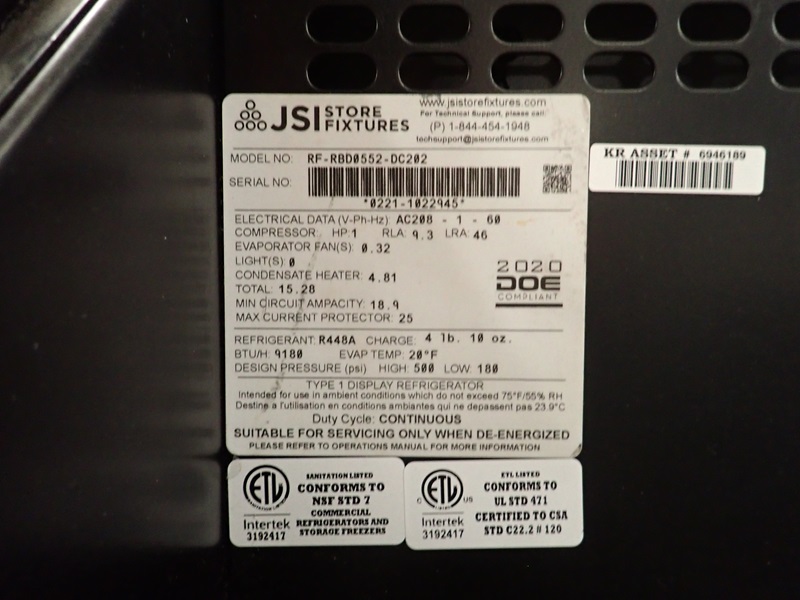 JSI STORE FIXTURES
www.jsistorefixtures.com
For Technical Support, please call:
(P) 1-844-454-1948
techsupport@jsistorefixtures.com
MODEL NO: RF-RBD0552-DC202
SERIAL NO:
*0221-1022945*
KR ASSET # 6946189
ELECTRICAL DATA (V-Ph-Hz): AC208 - 1 - 60
COMPRESSOR: HP:1 RLA: 9.3 LRA: 46
EVAPORATOR FAN(S): 0.32
LIGHT(S): 0
CONDENSATE HEATER: 4.81
TOTAL: 15.28
MIN CIRCUIT AMPACITY: 18.9
MAX CURRENT PROTECTOR: 25
2020
DOE
COMPLIANT
REFRIGERANT: R448A CHARGE: 4 lb. 10 oz.
BTU/H: 9180 EVAP TEMP: 20°F
DESIGN PRESSURE (psi) HIGH: 500 LOW: 180
TYPE 1 DISPLAY REFRIGERATOR
Intended for use in ambient conditions which do not exceed 75°F/55% RH
Destine a l'utilisation en conditions ambiantes qui ne depassent pas 23.9°C
Duty Cycle: CONTINUOUS
SUITABLE FOR SERVICING ONLY WHEN DE-ENERGIZED
PLEASE REFER TO OPERATIONS MANUAL FOR MORE INFORMATION
ETL
Intertek
3192417
SANITATION LISTED
CONFORMS TO
NSF STD 7
COMMERCIAL
REFRIGERATORS AND
STORAGE FREEZERS
C ETL US
Intertek
3192417
ETL LISTED
CONFORMS TO
UL STD 471
CERTIFIED TO CSA
STD C22.2 # 120